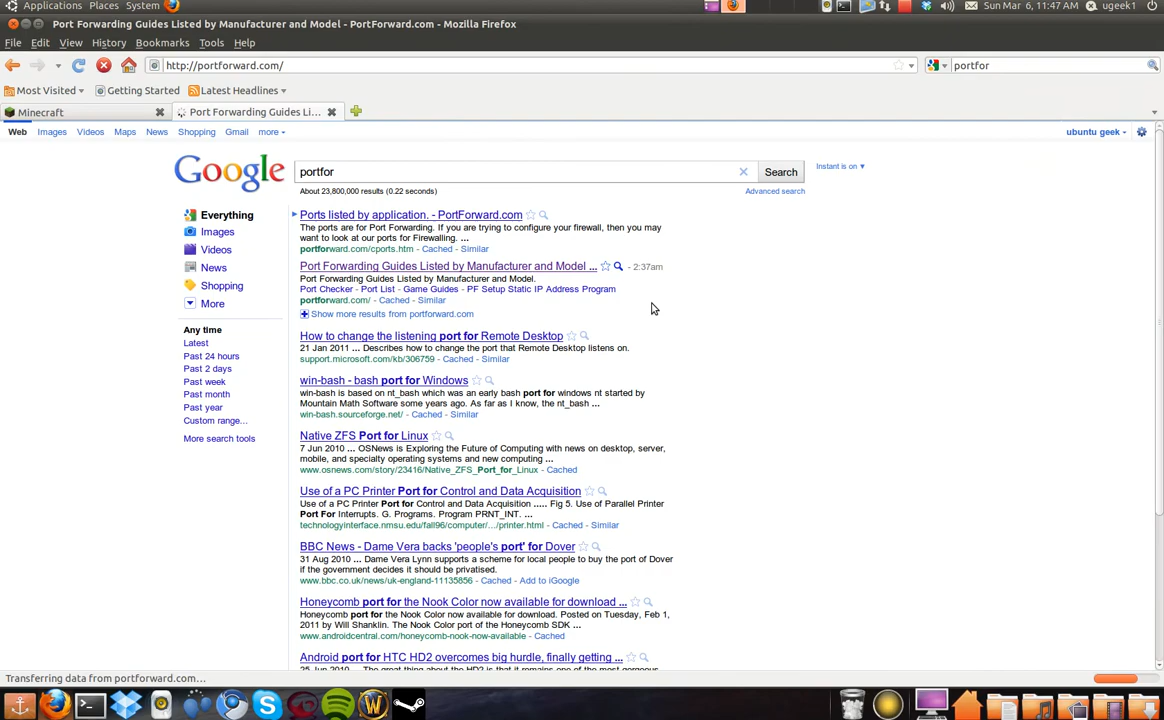 Applications Places System Sun Mar 6, 11:47 AM ugeek1
Port Forwarding Guides Listed by Manufacturer and Model - PortForward.com - Mozilla Firefox
File Edit View History Bookmarks Tools Help
http://portforward.com/ portfor
Most Visited Getting Started Latest Headlines
Minecraft Port Forwarding Guides Li...
Web Images Videos Maps News Shopping Gmail more ubuntu geek
Google portfor Search Instant is on
About 23,800,000 results (0.22 seconds) Advanced search
Everything
Images
Videos
News
Shopping
More
Any time
Latest
Past 24 hours
Past 2 days
Past week
Past month
Past year
Custom range...
More search tools
Ports listed by application. - PortForward.com
The ports are for Port Forwarding. If you are trying to configure your firewall, then you may
want to look at our ports for Firewalling. ...
portforward.com/cports.htm - Cached - Similar
Port Forwarding Guides Listed by Manufacturer and Model ... - 2:37am
Port Forwarding Guides Listed by Manufacturer and Model.
Port Checker - Port List - Game Guides - PF Setup Static IP Address Program
portforward.com/ - Cached - Similar
Show more results from portforward.com
How to change the listening port for Remote Desktop
21 Jan 2011 ... Describes how to change the port that Remote Desktop listens on.
support.microsoft.com/kb/306759 - Cached - Similar
win-bash - bash port for Windows
win-bash is based on nt_bash which was an early bash port for windows nt started by
Mountain Math Software some years ago. As far as I know, the nt_bash ...
win-bash.sourceforge.net/ - Cached - Similar
Native ZFS Port for Linux
7 Jun 2010 ... OSNews is Exploring the Future of Computing with news on desktop, server,
mobile, and specialty operating systems and new computing ...
www.osnews.com/story/23416/Native_ZFS_Port_for_Linux - Cached
Use of a PC Printer Port for Control and Data Acquisition
Port for Control and Data Acquisition ..... Fig 5. Use of Parallel Printer
Port For Interrupts. G. Programs. Program PRNT_INT. ...
technologyinterface.nmsu.edu/fall96/computer/.../printer.html - Cached - Similar
BBC News - Dame Vera backs 'people's port' for Dover
31 Aug 2010 ... Dame Vera Lynn supports a scheme for local people to buy the port of Dover
if the government decides it should be privatised.
www.bbc.co.uk/news/uk-england-11135856 - Cached - Add to iGoogle
Honeycomb port for the Nook Color now available for download ...
Honeycomb port for the Nook Color now available for download. Posted on Tuesday, Feb 1,
2011 by Will Shanklin. The Nook Color port of the Honeycomb SDK ...
www.androidcentral.com/honeycomb-nook-now-available - Cached
Android port for HTC HD2 overcomes big hurdle, finally getting ...
Transferring data from portforward.com...